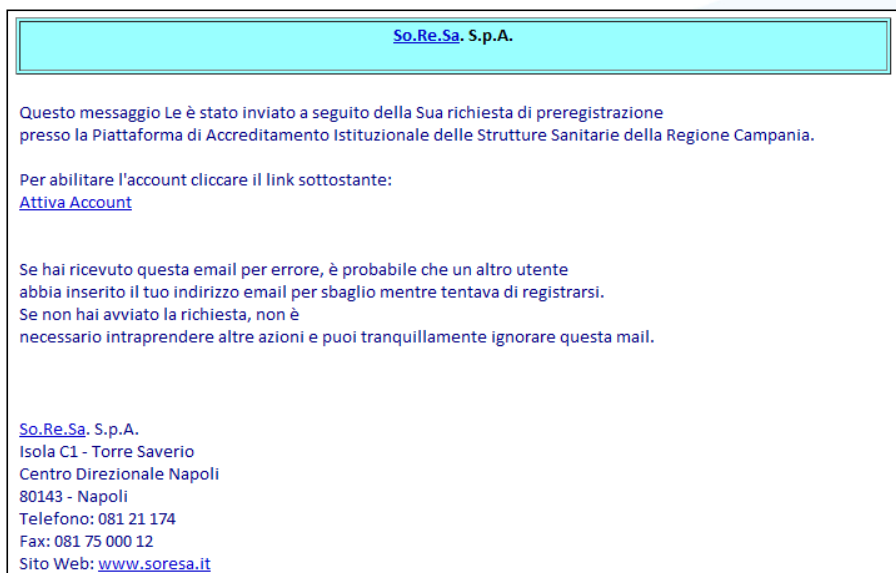 So.Re.Sa. S.p.A.
Questo messaggio Le è stato inviato a seguito della Sua richiesta di preregistrazione
presso la Piattaforma di Accreditamento Istituzionale delle Strutture Sanitarie della Regione Campania.
Per abilitare l'account cliccare il link sottostante:
Attiva Account
Se hai ricevuto questa email per errore, è probabile che un altro utente
abbia inserito il tuo indirizzo email per sbaglio mentre tentava di registrarsi.
Se non hai avviato la richiesta, non è
necessario intraprendere altre azioni e puoi tranquillamente ignorare questa mail.
So.Re.Sa. S.p.A.
Isola C1 - Torre Saverio
Centro Direzionale Napoli
80143 - Napoli
Telefono: 081 21 174
Fax: 081 75 000 12
Sito Web: www.soresa.it